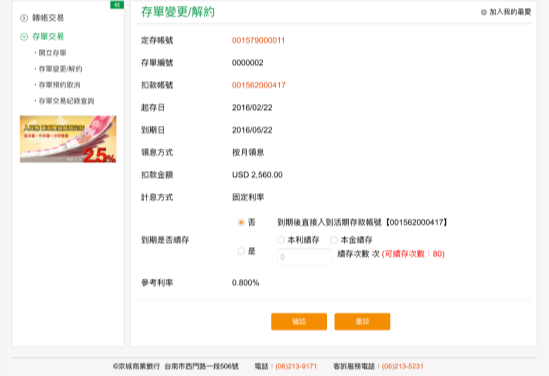 轉帳交易
存單交易
・開立存單
・存單變更/解約
・存單預約取消
・存單交易紀錄查詢
2.5%
存單變更/解約
加入我的最愛
定存帳號 001579000011
存單編號 0000002
扣款帳號 001562000417
起存日 2016/02/22
到期日 2016/05/22
領息方式 按月領息
扣款金額 USD 2,560.00
計息方式 固定利率
到期是否續存
否 到期後直接入到活期存款帳號【001562000417】
是 本利續存 本金續存
0 續存次數 次 (可續存次數：80)
參考利率 0.800%
確認 重設
©京城商業銀行 台南市西門路一段506號 電話：(06)213-9171 客訴服務電話：(06)213-5231